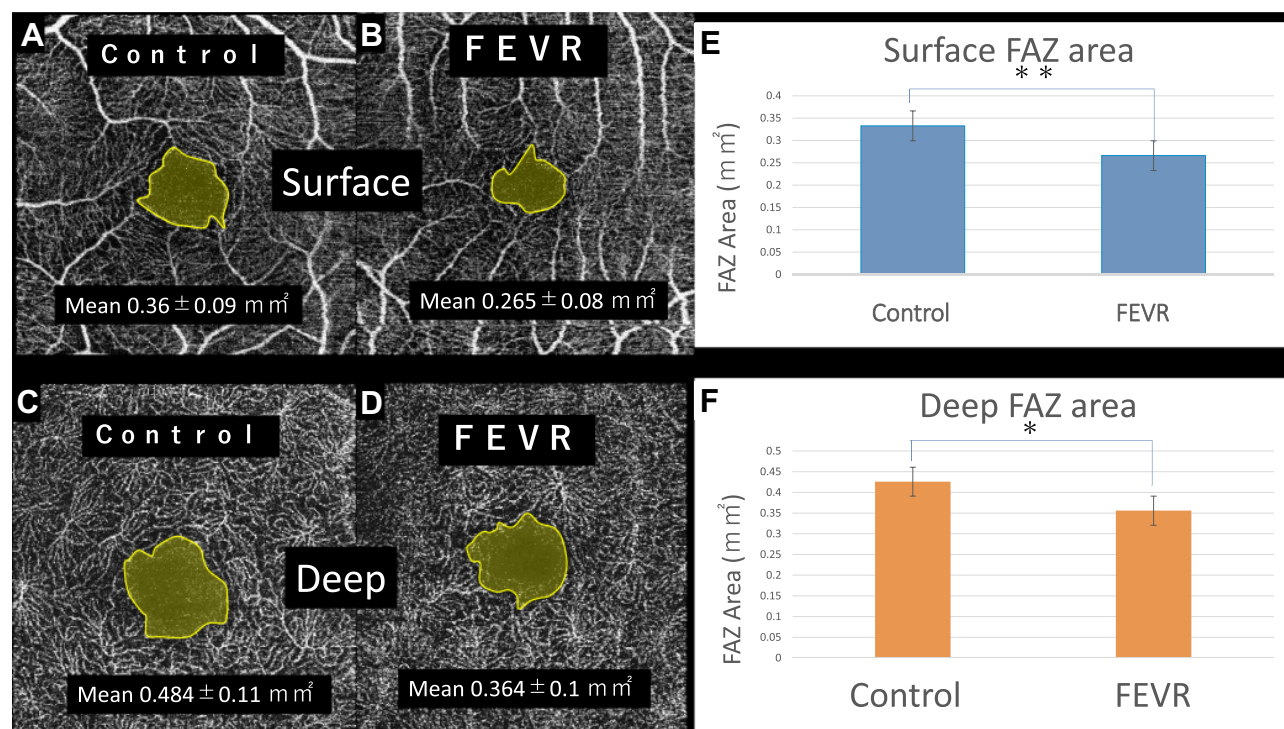 A
Control
B
FEVR
Surface
Mean 0.36±0.09 mm²
Mean 0.265±0.08 mm²
C
Control
D
FEVR
Deep
Mean 0.484±0.11 mm²
Mean 0.364±0.1 mm²
E
Surface FAZ area
**
FAZ Area (mm²)
0.4
0.35
0.3
0.25
0.2
0.15
0.1
0.05
0
Control
FEVR
F
Deep FAZ area
*
FAZ Area (mm²)
0.5
0.45
0.4
0.35
0.3
0.25
0.2
0.15
0.1
0.05
0
Control
FEVR